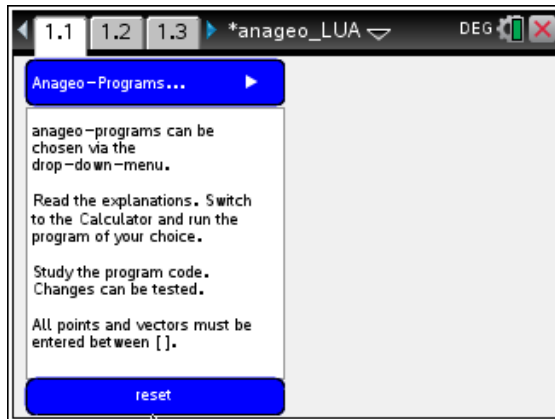 1.1 1.2 1.3 *anageo_LUA DEG
Anageo-Programs...
anageo-programs can be
chosen via the
drop-down-menu.
Read the explanations. Switch
to the Calculator and run the
program of your choice.
Study the program code.
Changes can be tested.
All points and vectors must be
entered between [ ].
reset